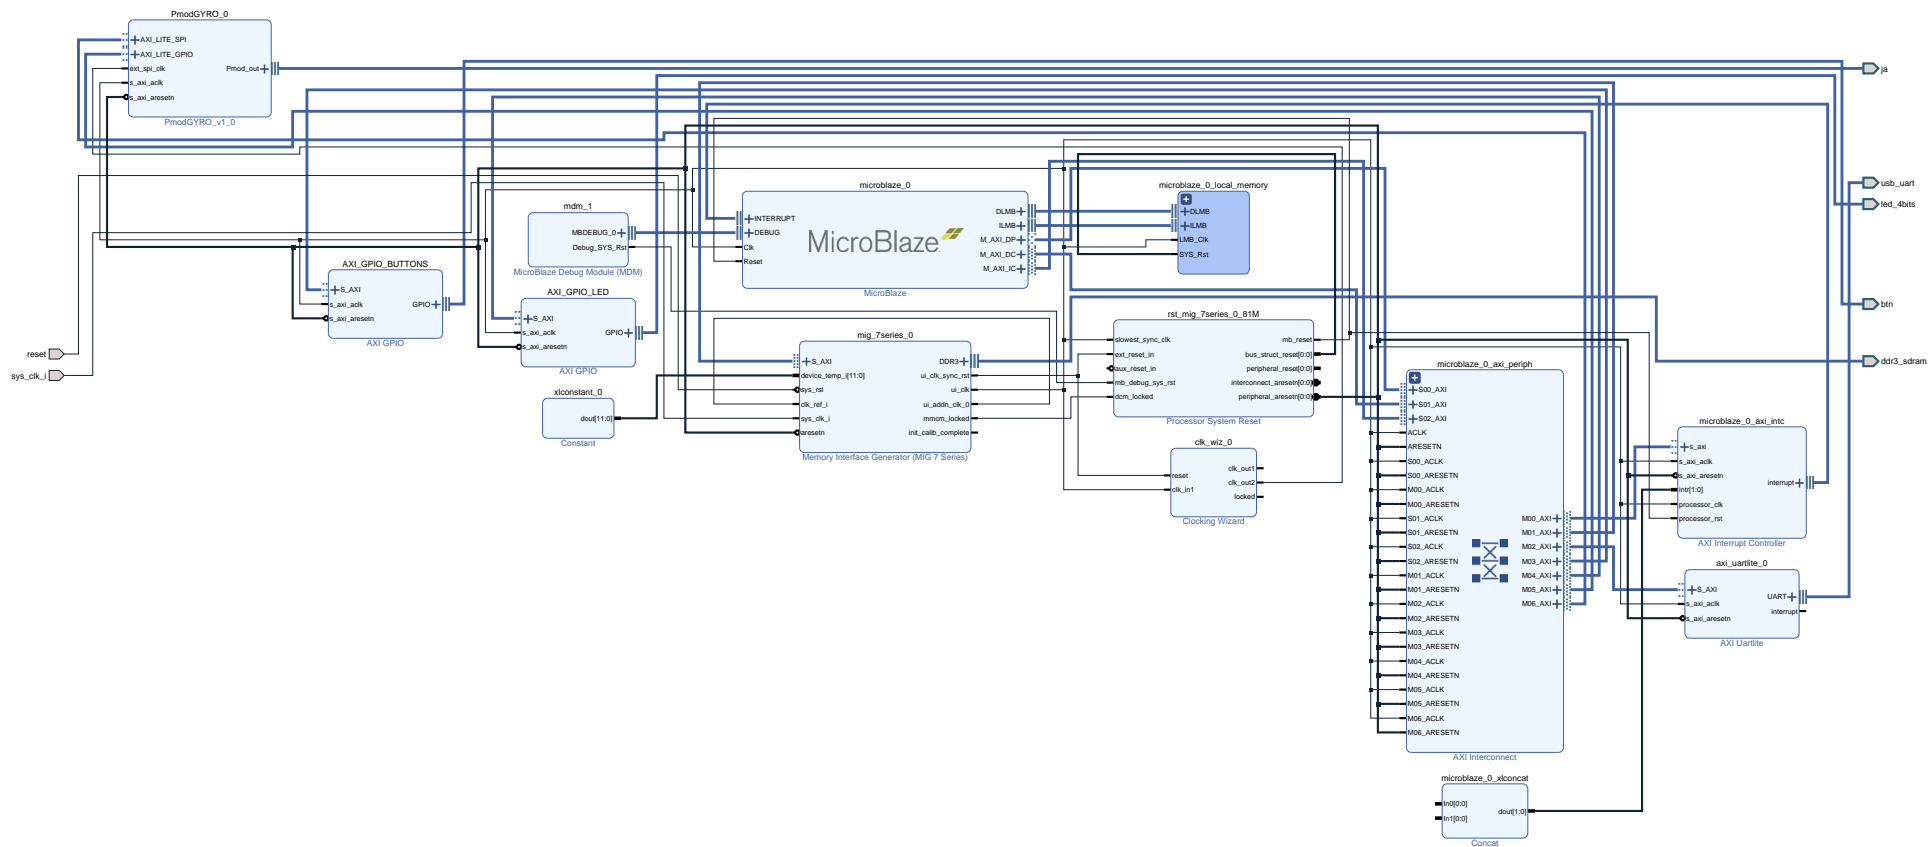 PmodGYRO_0
AXI_LITE_SPI
AXI_LITE_GPIO
ext_spi_clk
s_axi_aclk
s_axi_aresetn
Pmod_out
PmodGYRO_v1_0
reset
sys_clk_i
AXI_GPIO_BUTTONS
S_AXI
s_axi_aclk
s_axi_aresetn
GPIO
AXI GPIO
mdm_1
MBDEBUG_0
Debug_SYS_Rst
MicroBlaze Debug Module (MDM)
AXI_GPIO_LED
S_AXI
s_axi_aclk
s_axi_aresetn
GPIO
AXI GPIO
xlconstant_0
dout[11:0]
Constant
microblaze_0
INTERRUPT
DEBUG
Clk
Reset
MicroBlaze
DLMB
ILMB
M_AXI_DP
M_AXI_DC
M_AXI_IC
MicroBlaze
mig_7series_0
S_AXI
device_temp_i[11:0]
sys_rst
clk_ref_i
sys_clk_i
aresetn
DDR3
ui_clk_sync_rst
ui_clk
ui_addn_clk_0
mmcm_locked
init_calib_complete
Memory Interface Generator (MIG 7 Series)
microblaze_0_local_memory
DLMB
ILMB
LMB_Clk
SYS_Rst
rst_mig_7series_0_81M
slowest_sync_clk
ext_reset_in
aux_reset_in
mb_debug_sys_rst
dcm_locked
mb_reset
bus_struct_reset[0:0]
peripheral_reset[0:0]
interconnect_aresetn[0:0]
peripheral_aresetn[0:0]
Processor System Reset
clk_wiz_0
reset
clk_in1
clk_out1
clk_out2
locked
Clocking Wizard
microblaze_0_axi_periph
S00_AXI
S01_AXI
S02_AXI
ACLK
ARESETN
S00_ACLK
S00_ARESETN
M00_ACLK
M00_ARESETN
S01_ACLK
S01_ARESETN
S02_ACLK
S02_ARESETN
M01_ACLK
M01_ARESETN
M02_ACLK
M02_ARESETN
M03_ACLK
M03_ARESETN
M04_ACLK
M04_ARESETN
M05_ACLK
M05_ARESETN
M06_ACLK
M06_ARESETN
M00_AXI
M01_AXI
M02_AXI
M03_AXI
M04_AXI
M05_AXI
M06_AXI
AXI Interconnect
microblaze_0_xlconcat
In0[0:0]
In1[0:0]
dout[1:0]
Concat
microblaze_0_axi_intc
s_axi
s_axi_aclk
s_axi_aresetn
intr[1:0]
processor_clk
processor_rst
interrupt
AXI Interrupt Controller
axi_uartlite_0
S_AXI
s_axi_aclk
s_axi_aresetn
UART
interrupt
AXI Uartlite
ja
usb_uart
led_4bits
btn
ddr3_sdram